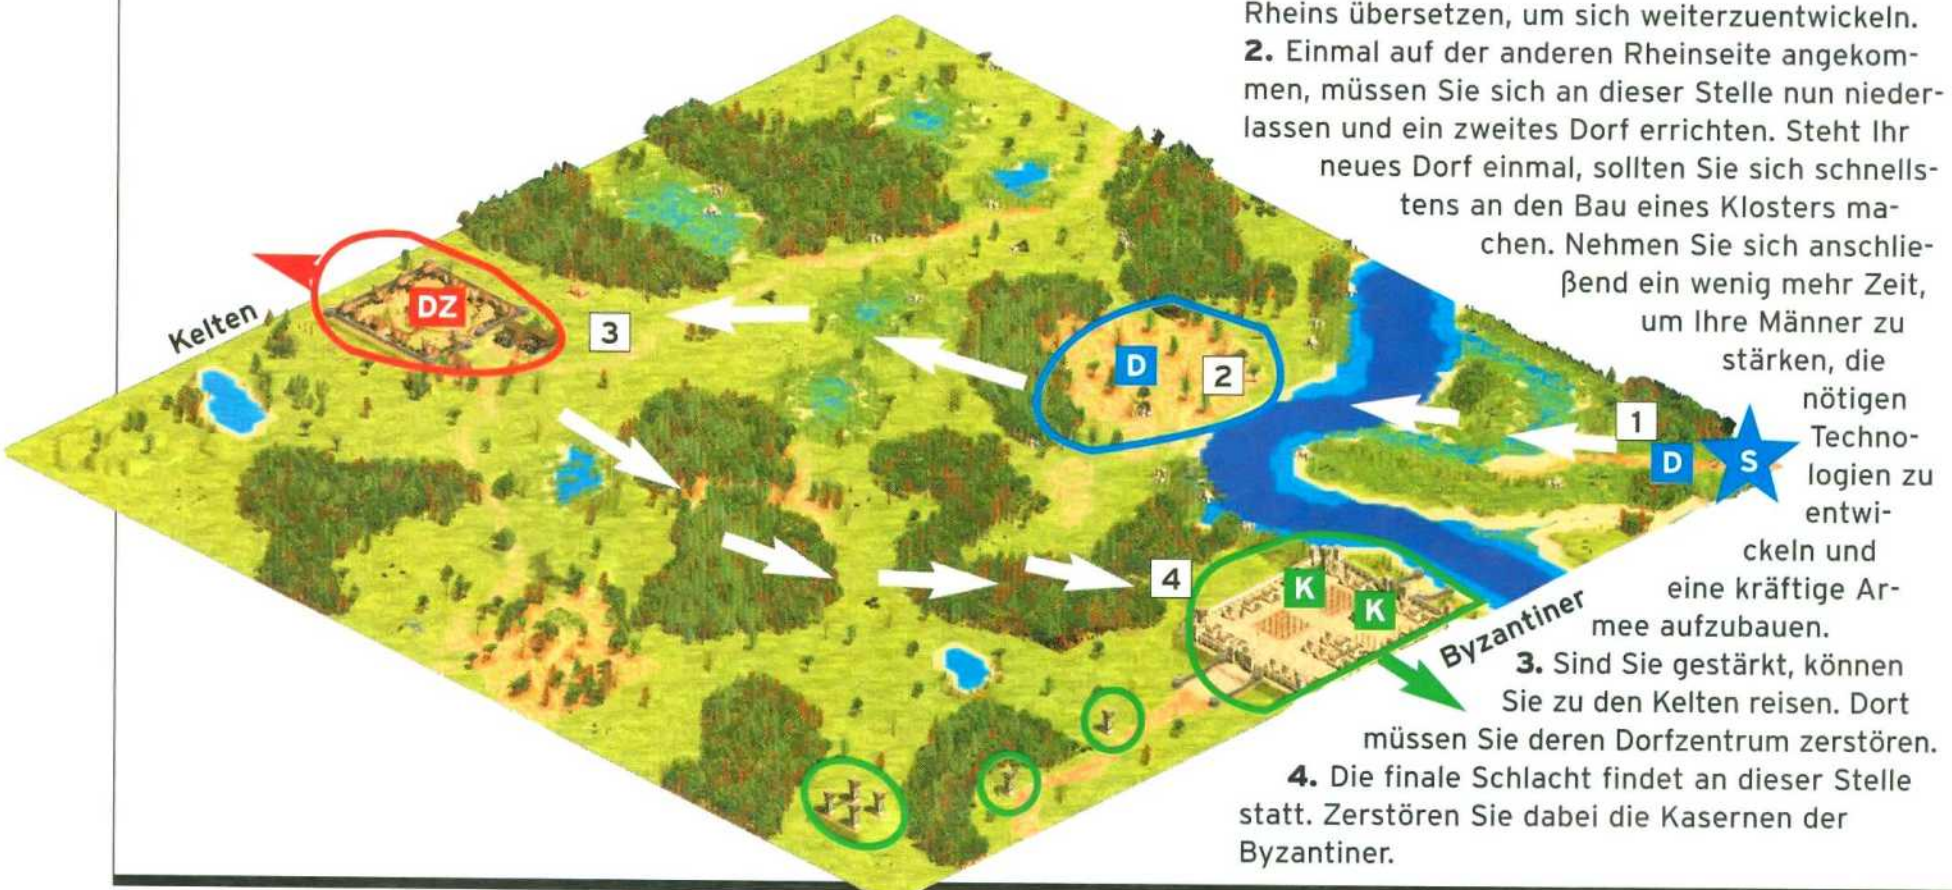 Rheins übersetzen, um sich weiterzuentwickeln.
2. Einmal auf der anderen Rheinseite angekom-
men, müssen Sie sich an dieser Stelle nun nieder-
lassen und ein zweites Dorf errichten. Steht Ihr
neues Dorf einmal, sollten Sie sich schnells-
tens an den Bau eines Klosters ma-
chen. Nehmen Sie sich anschlie-
ßend ein wenig mehr Zeit,
um Ihre Männer zu
stärken, die
nötigen
Techno-
logien zu
entwi-
ckeln und
eine kräftige Ar-
mee aufzubauen.
3. Sind Sie gestärkt, können
Sie zu den Kelten reisen. Dort
müssen Sie deren Dorfzentrum zerstören.
4. Die finale Schlacht findet an dieser Stelle
statt. Zerstören Sie dabei die Kasernen der
Byzantiner.
Kelten
DZ
3
D
2
1
D
S
4
K
K
Byzantiner